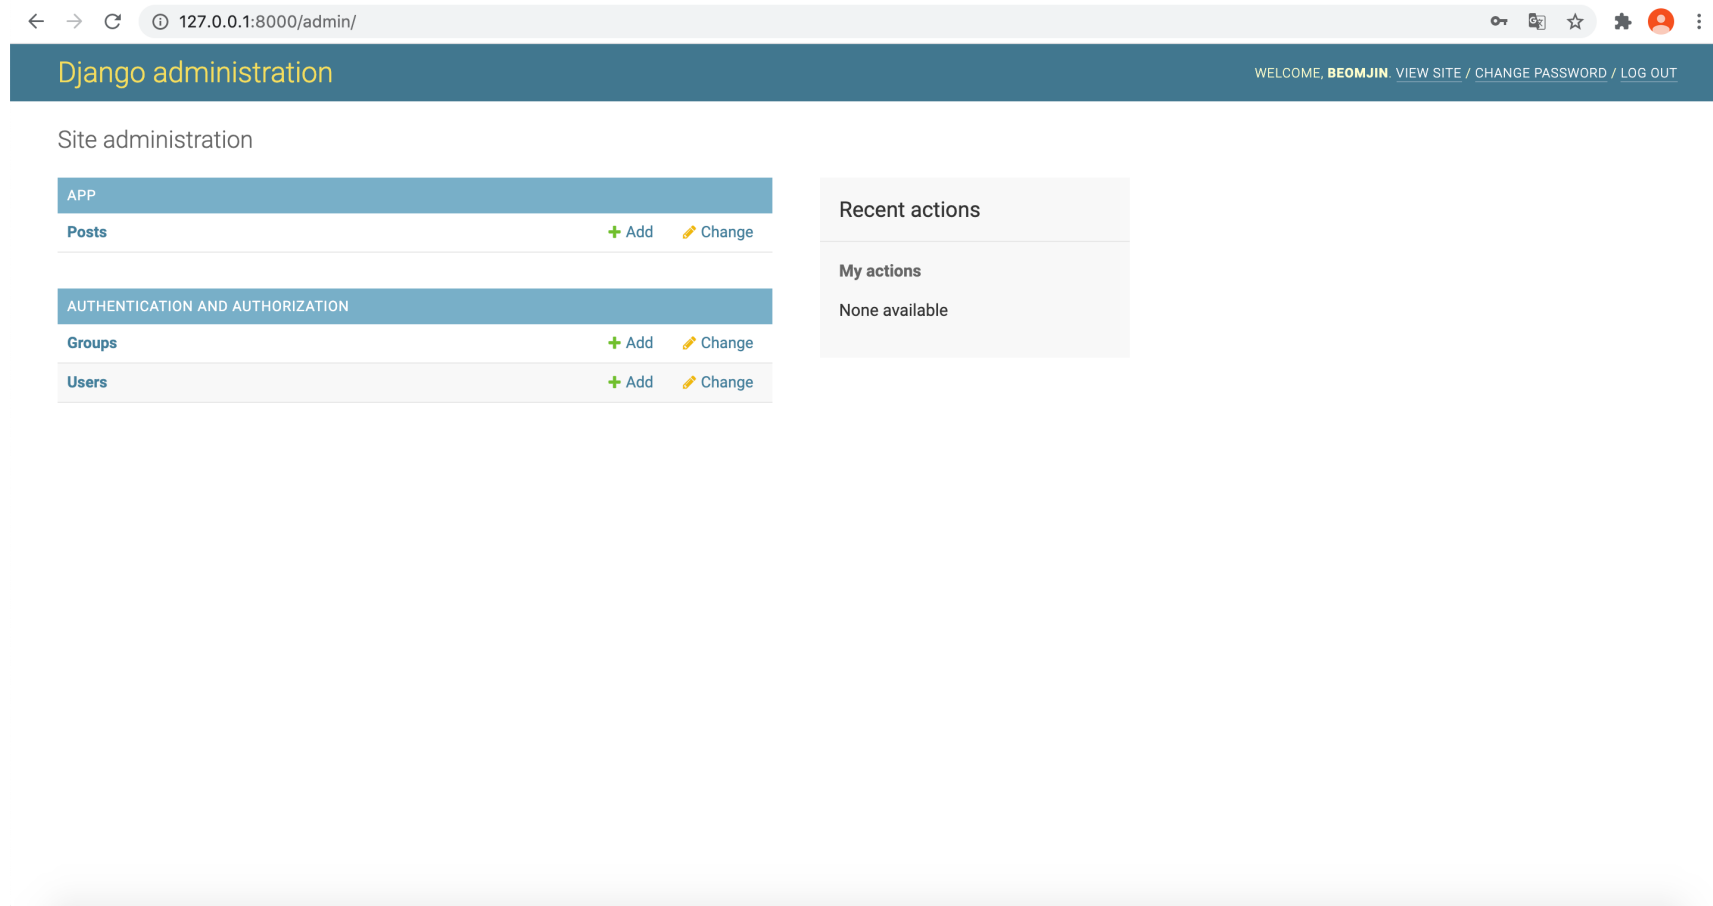 127.0.0.1:8000/admin/
Django administration
WELCOME, BEOMJIN. VIEW SITE / CHANGE PASSWORD / LOG OUT
Site administration
APP
Posts Add Change
AUTHENTICATION AND AUTHORIZATION
Groups Add Change
Users Add Change
Recent actions
My actions
None available